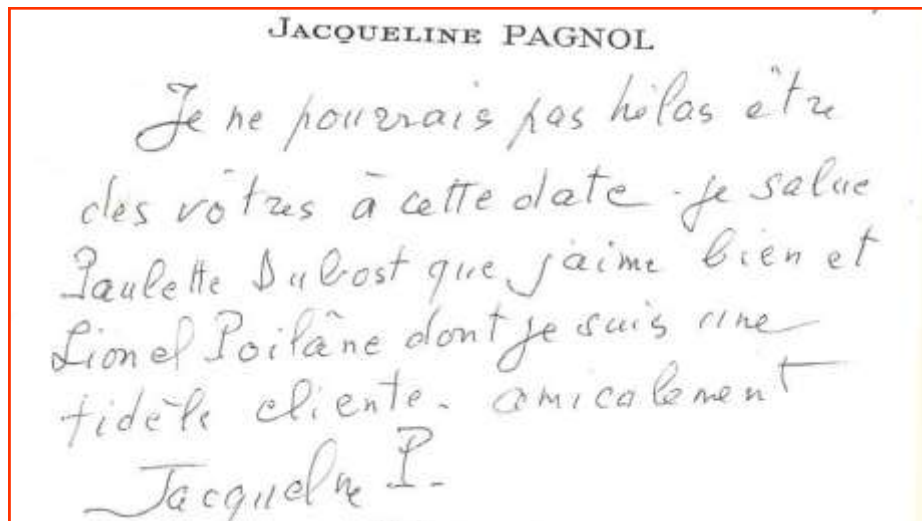 JACQUELINE PAGNOL
Je ne pourrais pas hélas être
des vôtres à cette date. je salue
Paulette Dubost que j'aime bien et
Lionel Poilâne dont je suis une
fidèle cliente. amicalement
Jacqueline P.